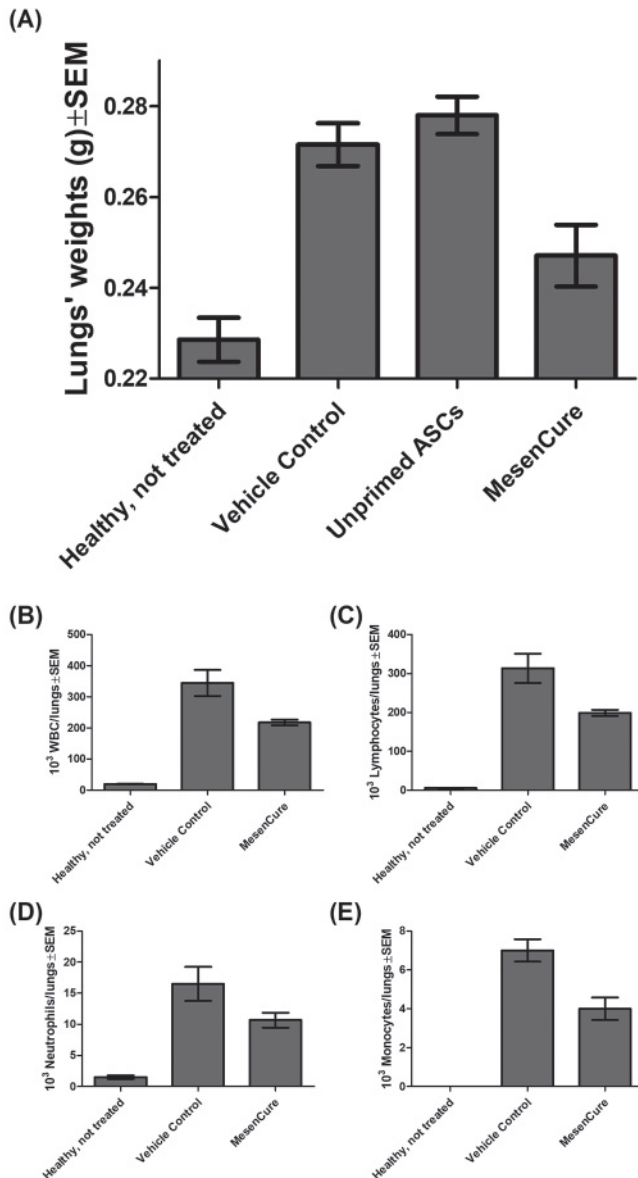 (A)
Lungs' weights (g)±SEM
0.28
0.26
0.24
0.22
Healthy, not treated
Vehicle Control
Unprimed ASCs
MesenCure
(B)
10³ WBC/lungs±SEM
500
400
300
200
100
0
Healthy, not treated
Vehicle Control
MesenCure
(C)
10³ Lymphocytes/lungs±SEM
400
300
200
100
0
Healthy, not treated
Vehicle Control
MesenCure
(D)
10³ Neutrophils/lungs±SEM
25
20
15
10
5
0
Healthy, not treated
Vehicle Control
MesenCure
(E)
10³ Monocytes/lungs±SEM
8
6
4
2
0
Healthy, not treated
Vehicle Control
MesenCure